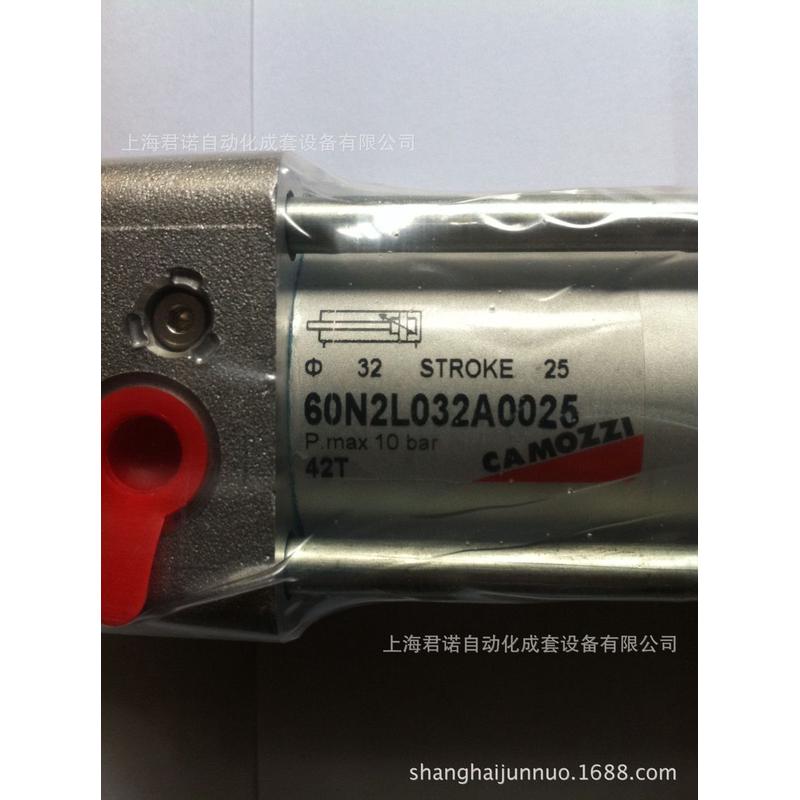 上海君诺自动化成套设备有限公司
Φ 32 STROKE 25
60N2L032A0025
P.max 10 bar
CAMOZZI
42T
上海君诺自动化成套设备有限公司
shanghaijunnuo.1688.com